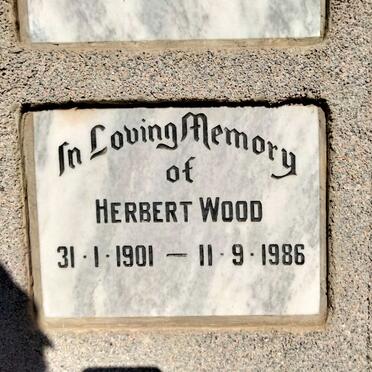 In Loving Memory
of
HERBERT WOOD
31·1·1901 — 11·9·1986